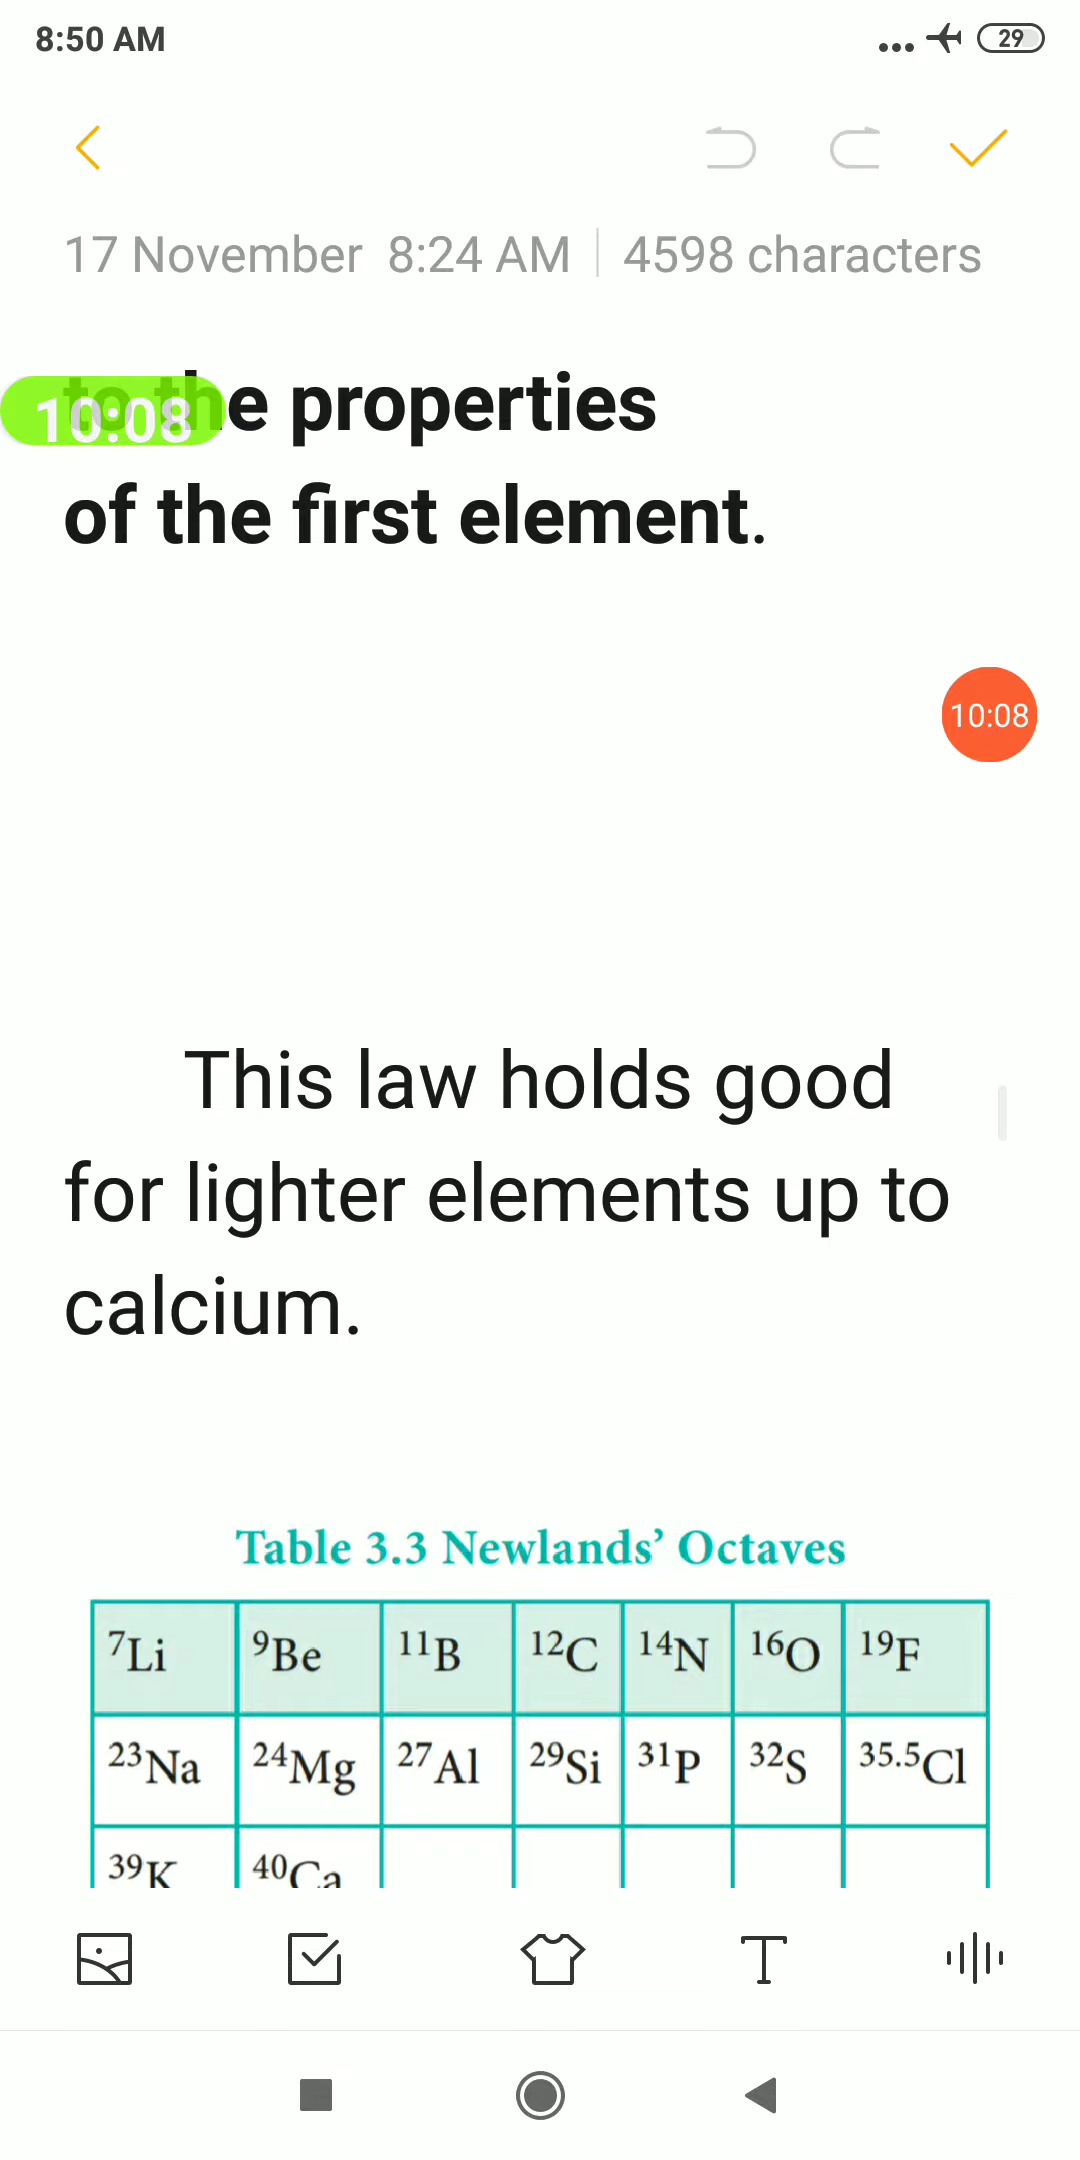 8:50 AM
29
17 November 8:24 AM | 4598 characters
to the properties
10:08
of the first element.
10:08
This law holds good
for lighter elements up to
calcium.
Table 3.3 Newlands’ Octaves
⁷Li ⁹Be ¹¹B ¹²C ¹⁴N ¹⁶O ¹⁹F
²³Na ²⁴Mg ²⁷Al ²⁹Si ³¹P ³²S ³⁵·⁵Cl
³⁹K ⁴⁰Ca